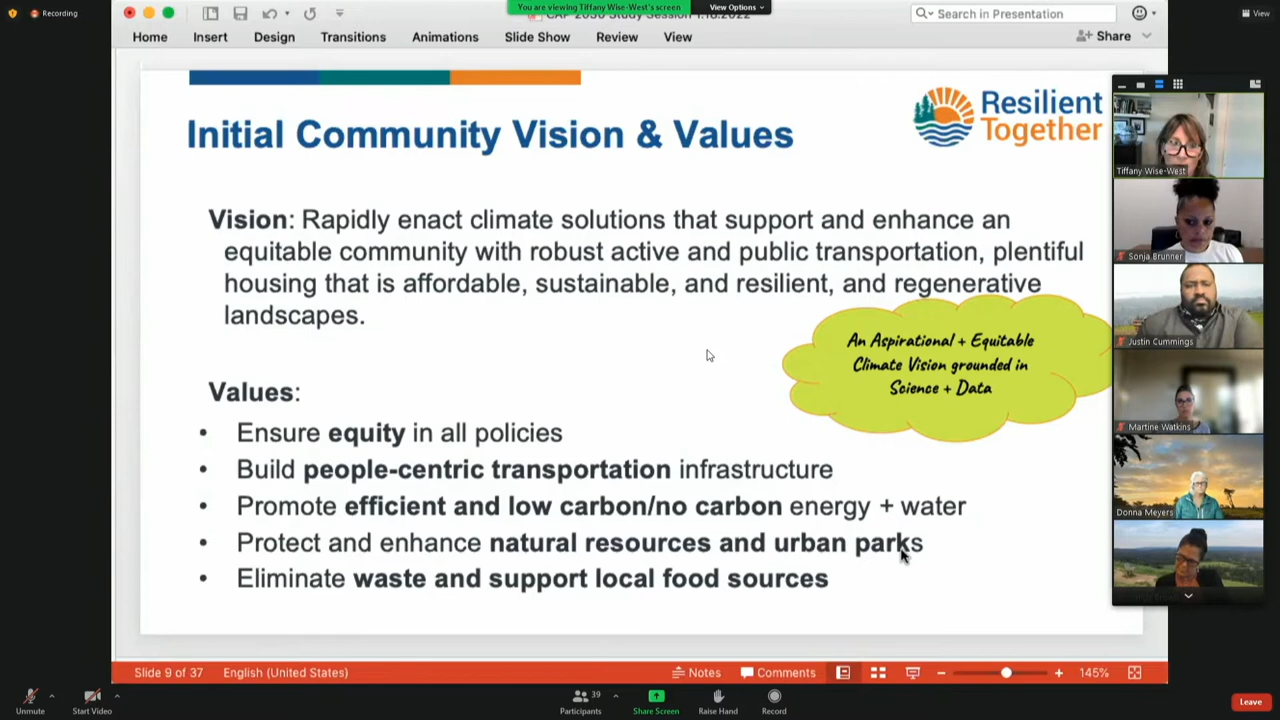 Recording
You are viewing Tiffany Wise-West's screen
View Options
View
Search in Presentation
Home Insert Design Transitions Animations Slide Show Review View
Share
Initial Community Vision & Values
Resilient
Together
Vision: Rapidly enact climate solutions that support and enhance an
equitable community with robust active and public transportation, plentiful
housing that is affordable, sustainable, and resilient, and regenerative
landscapes.
An Aspirational + Equitable
Climate Vision grounded in
Science + Data
Values:
• Ensure equity in all policies
• Build people-centric transportation infrastructure
• Promote efficient and low carbon/no carbon energy + water
• Protect and enhance natural resources and urban parks
• Eliminate waste and support local food sources
Tiffany Wise-West
Sonja Brunner
Justin Cummings
Martine Watkins
Donna Meyers
Slide 9 of 37 English (United States) Notes Comments 145%
Unmute Start Video Participants 39 Share Screen Raise Hand Record Leave